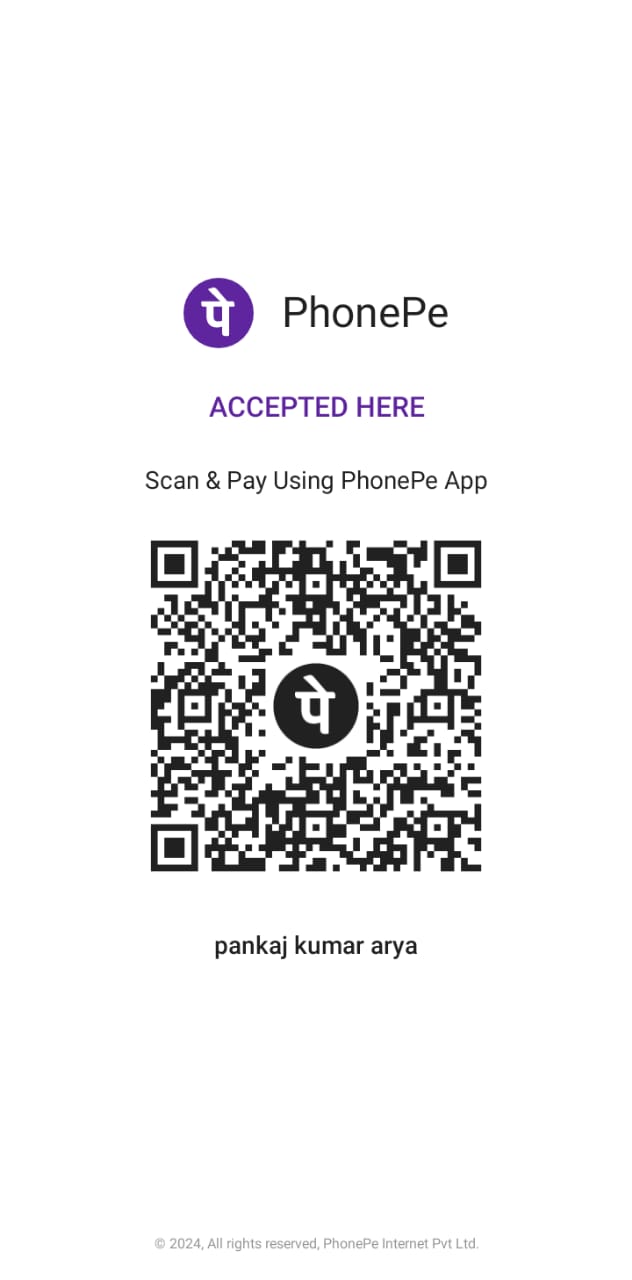 पे PhonePe
ACCEPTED HERE
Scan & Pay Using PhonePe App
पे
pankaj kumar arya
© 2024, All rights reserved, PhonePe Internet Pvt Ltd.